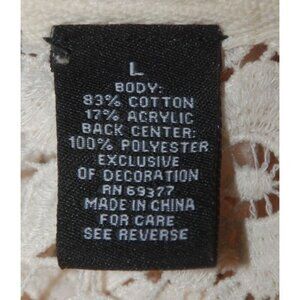 L
BODY:
83% COTTON
17% ACRYLIC
BACK CENTER:
100% POLYESTER
EXCLUSIVE
OF DECORATION
RN 69377
MADE IN CHINA
FOR CARE
SEE REVERSE